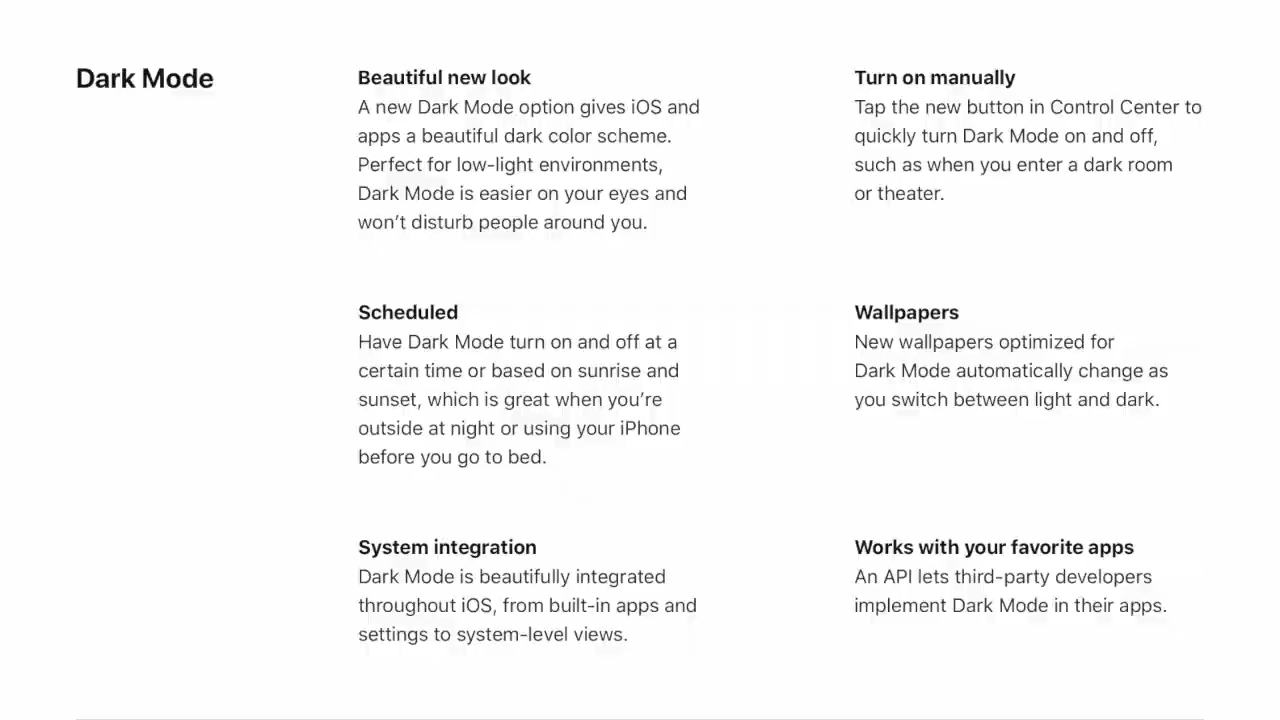 Dark Mode
Beautiful new look
A new Dark Mode option gives iOS and
apps a beautiful dark color scheme.
Perfect for low-light environments,
Dark Mode is easier on your eyes and
won’t disturb people around you.
Turn on manually
Tap the new button in Control Center to
quickly turn Dark Mode on and off,
such as when you enter a dark room
or theater.
Scheduled
Have Dark Mode turn on and off at a
certain time or based on sunrise and
sunset, which is great when you’re
outside at night or using your iPhone
before you go to bed.
Wallpapers
New wallpapers optimized for
Dark Mode automatically change as
you switch between light and dark.
System integration
Dark Mode is beautifully integrated
throughout iOS, from built-in apps and
settings to system-level views.
Works with your favorite apps
An API lets third-party developers
implement Dark Mode in their apps.